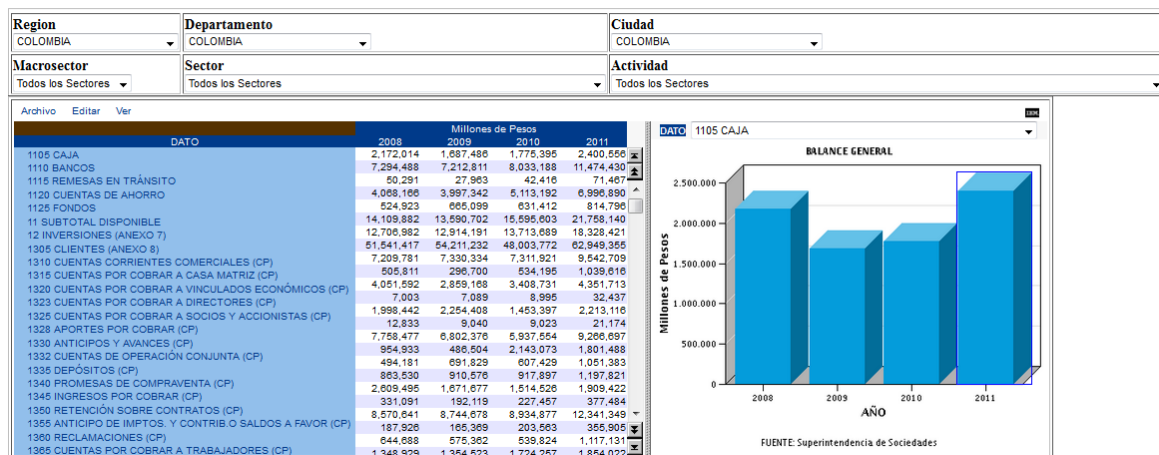 Region Departamento Ciudad
COLOMBIA COLOMBIA COLOMBIA
Macrosector Sector Actividad
Todos los Sectores Todos los Sectores Todos los Sectores
Archivo Editar Ver IBM
Millones de Pesos
DATO 2008 2009 2010 2011
1105 CAJA 2,172,014 1,687,486 1,775,395 2,400,556
1110 BANCOS 7,294,488 7,212,811 8,033,188 11,474,430
1115 REMESAS EN TRÁNSITO 50,291 27,963 42,416 71,467
1120 CUENTAS DE AHORRO 4,068,166 3,997,342 5,113,192 6,996,890
1125 FONDOS 524,923 665,099 631,412 814,796
11 SUBTOTAL DISPONIBLE 14,109,882 13,590,702 15,595,603 21,758,140
12 INVERSIONES (ANEXO 7) 12,706,982 12,914,191 13,713,689 18,328,421
1305 CLIENTES (ANEXO 8) 51,541,417 54,211,232 48,003,772 62,949,355
1310 CUENTAS CORRIENTES COMERCIALES (CP) 7,209,781 7,330,334 7,311,921 9,542,709
1315 CUENTAS POR COBRAR A CASA MATRIZ (CP) 505,811 296,700 534,195 1,039,616
1320 CUENTAS POR COBRAR A VINCULADOS ECONÓMICOS (CP) 4,051,592 2,859,168 3,408,731 4,351,713
1323 CUENTAS POR COBRAR A DIRECTORES (CP) 7,003 7,089 8,995 32,437
1325 CUENTAS POR COBRAR A SOCIOS Y ACCIONISTAS (CP) 1,998,442 2,254,408 1,453,397 2,213,116
1328 APORTES POR COBRAR (CP) 12,833 9,040 9,023 21,174
1330 ANTICIPOS Y AVANCES (CP) 7,758,477 6,802,376 5,937,554 9,266,697
1332 CUENTAS DE OPERACIÓN CONJUNTA (CP) 954,933 486,504 2,143,073 1,801,488
1335 DEPÓSITOS (CP) 494,181 691,829 607,429 1,051,383
1340 PROMESAS DE COMPRAVENTA (CP) 863,530 910,576 917,897 1,197,821
1345 INGRESOS POR COBRAR (CP) 2,609,495 1,671,677 1,514,526 1,909,422
1350 RETENCIÓN SOBRE CONTRATOS (CP) 331,091 192,119 227,457 377,484
1355 ANTICIPO DE IMPTOS. Y CONTRIB.O SALDOS A FAVOR (CP) 8,570,641 8,744,678 8,934,877 12,341,349
1360 RECLAMACIONES (CP) 187,926 165,369 203,563 355,905
1365 CUENTAS POR COBRAR A TRABAJADORES (CP) 644,688 575,362 539,824 1,117,131
1,348,929 1,354,523 1,724,257 1,854,022
DATO 1105 CAJA
BALANCE GENERAL
Millones de Pesos
2.500.000
2.000.000
1.500.000
1.000.000
500.000
0
2008 2009 2010 2011
AÑO
FUENTE: Superintendencia de Sociedades